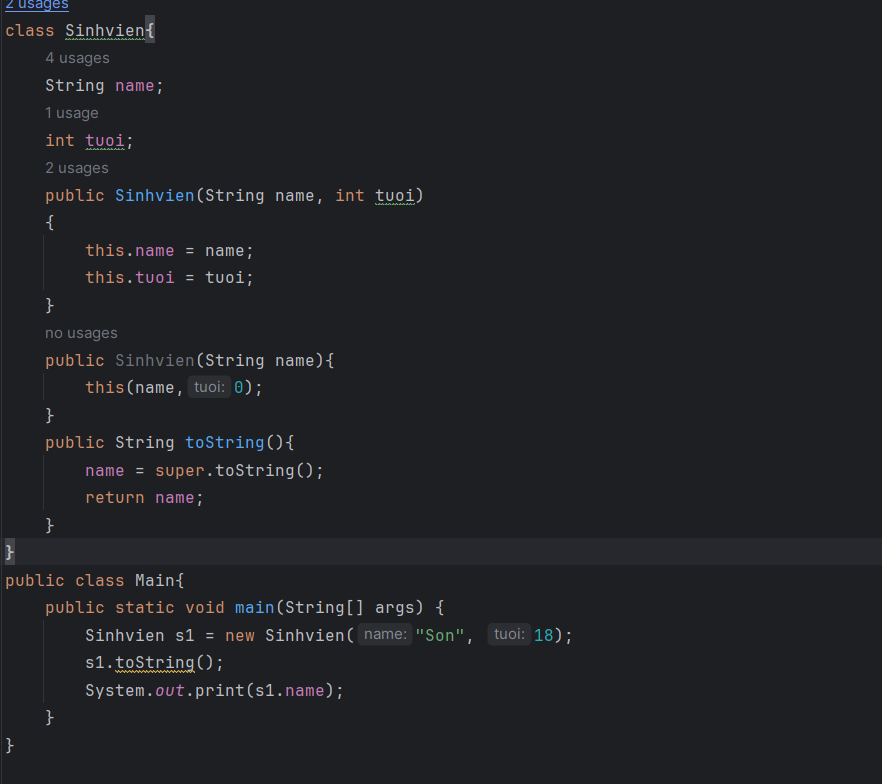 2 usages
class Sinhvien{
    4 usages
    String name;
    1 usage
    int tuoi;
    2 usages
    public Sinhvien(String name, int tuoi)
    {
        this.name = name;
        this.tuoi = tuoi;
    }
    no usages
    public Sinhvien(String name){
        this(name, tuoi: 0);
    }
    public String toString(){
        name = super.toString();
        return name;
    }
}
public class Main{
    public static void main(String[] args) {
        Sinhvien s1 = new Sinhvien( name: "Son", tuoi: 18);
        s1.toString();
        System.out.print(s1.name);
    }
}